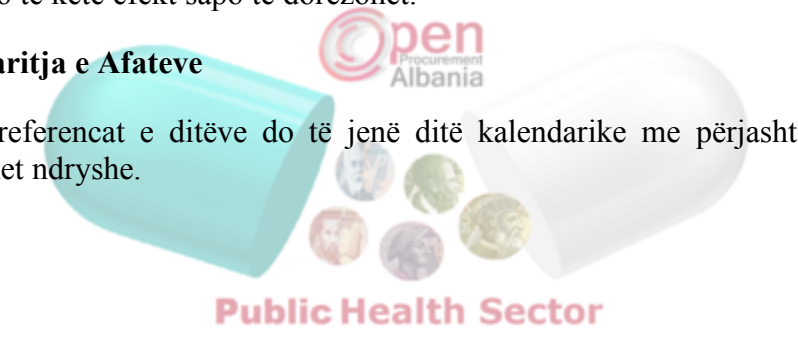 të ketë efekt sapo të dorëzohet.
aritja e Afateve
referencat e ditëve do të jenë ditë kalendarike me përjasht
et ndryshe.
Open
Procurement
Albania
Public Health Sector